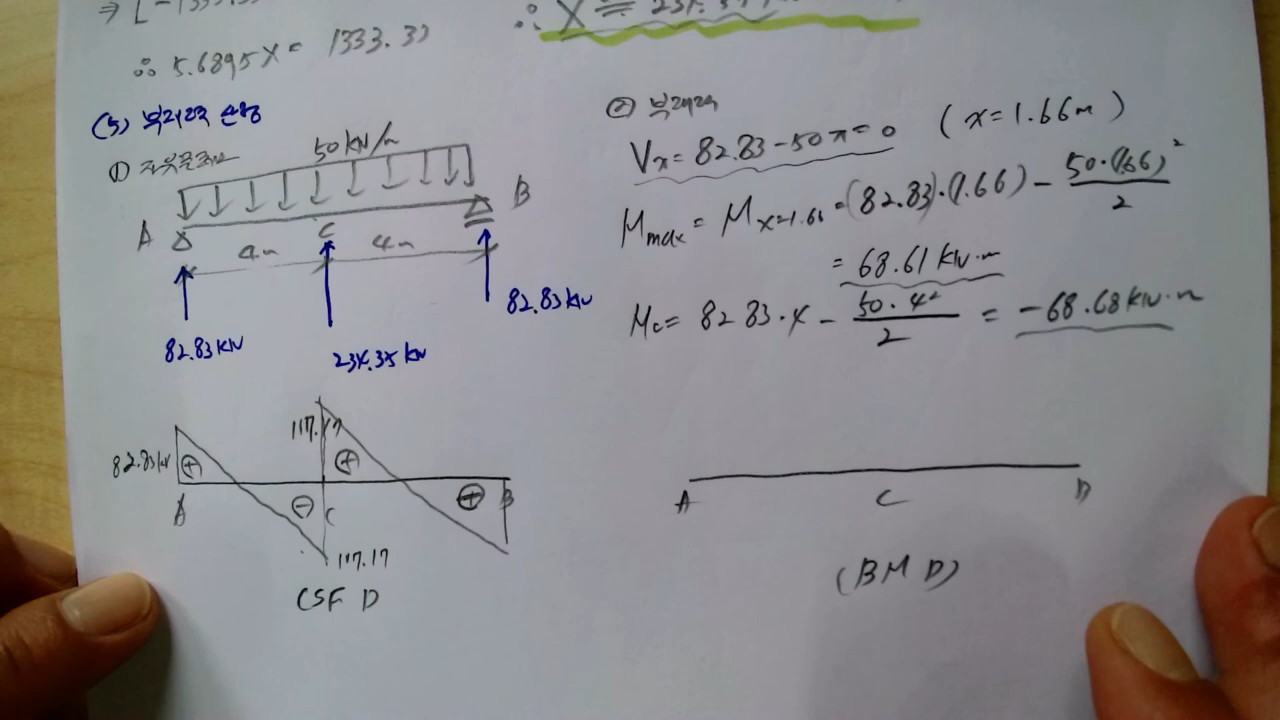 ∴ 5.6895X = 1333.33
(5) 부재력 산정
① 자유물체도
50 kN/m
A
B
C
4m
4m
82.83 kN
234.35 kN
82.83 kN
82.83 kN
⊕
A
⊖
117.17
⊕
C
117.17
⊕
B
(SFD
② 부재력
Vx = 82.83 - 50x = 0 (x = 1.66m)
Mmax = Mx=1.66 = (82.83)·(1.66) - 50·(1.66)² / 2
= 68.61 kN·m
Mc = 82.83·4 - 50·4² / 2 = -68.68 kN·m
A
C
(BMD)